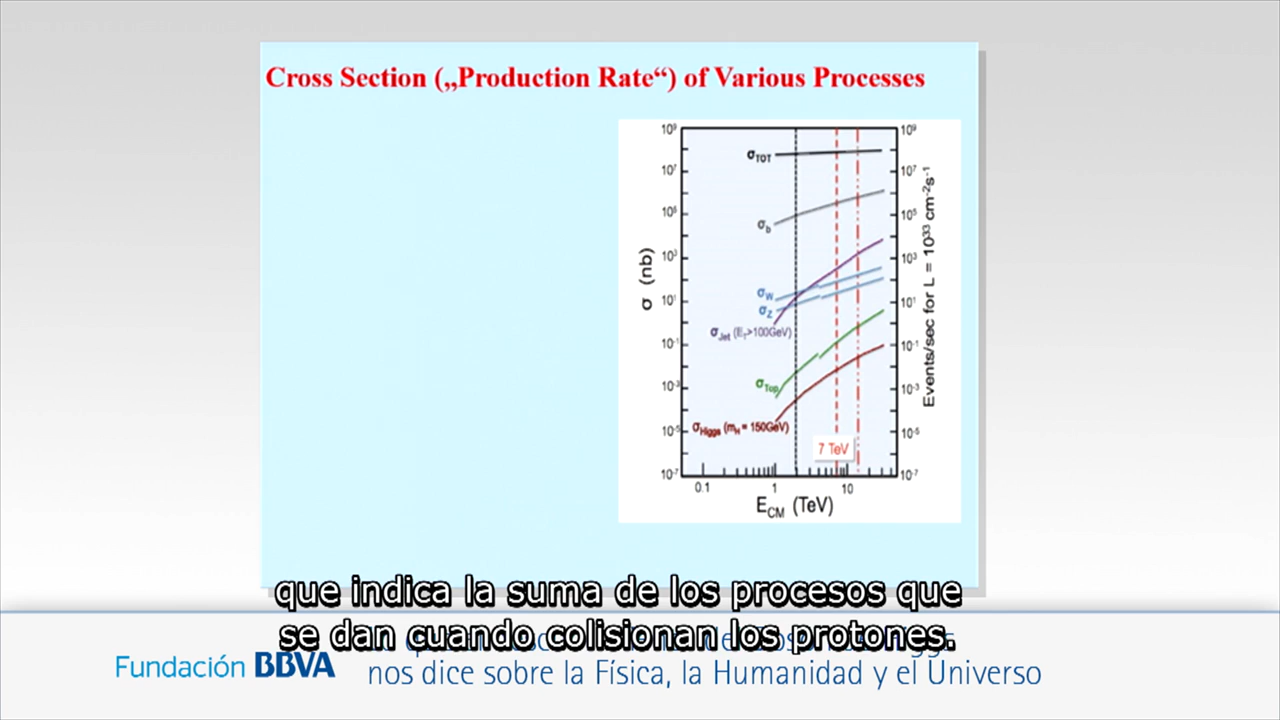 Cross Section („Production Rate“) of Various Processes
10⁹
10⁷
10⁵
10³
10¹
10⁻¹
10⁻³
10⁻⁵
10⁻⁷
σ (nb)
σTOT
σb
σW
σZ
σJet (ET>100GeV)
σTop
σHiggs (mH = 150GeV)
7 TeV
0.1 1 10
ECM (TeV)
10⁹
10⁷
10⁵
10³
10¹
10⁻¹
10⁻³
10⁻⁵
10⁻⁷
Events/sec for L = 10³³ cm⁻²s⁻¹
que indica la suma de los procesos que
se dan cuando colisionan los protones.
Fundación BBVA
nos dice sobre la Física, la Humanidad y el Universo